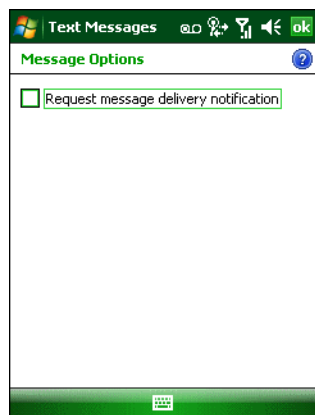 Text Messages ok
Message Options ?
Request message delivery notification